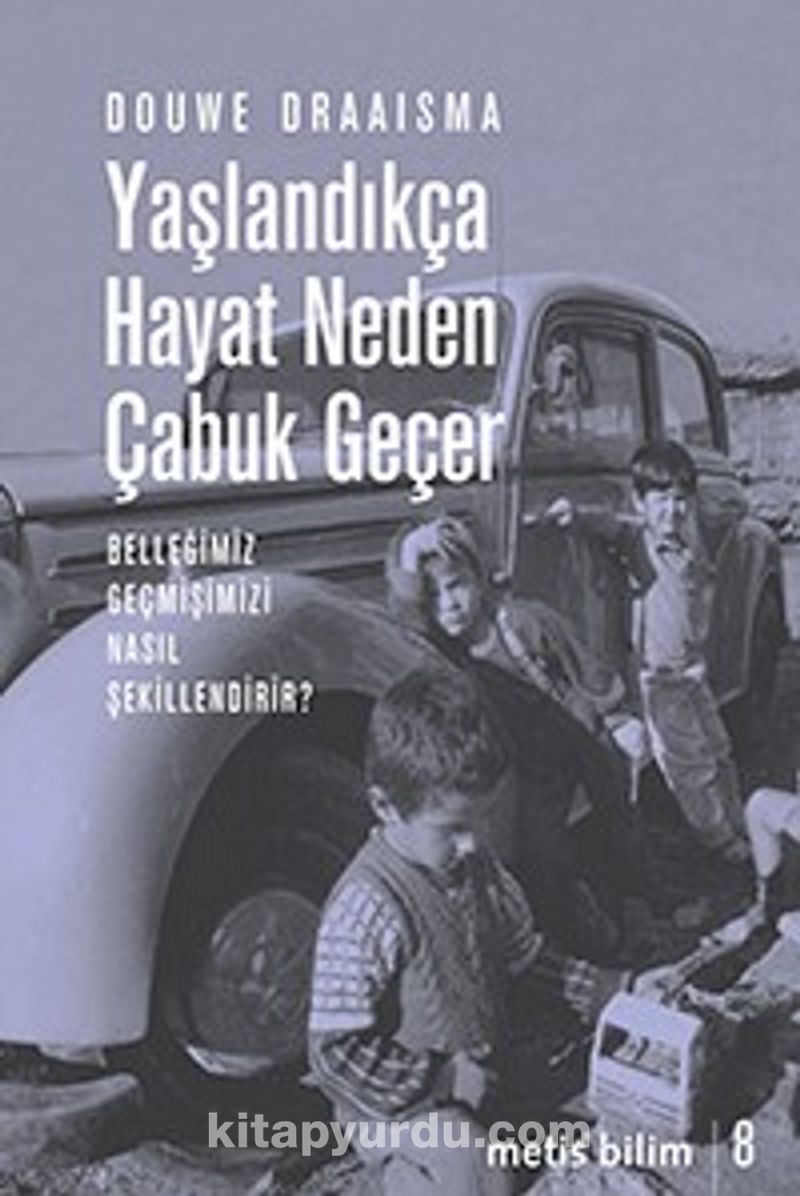 DOUWE DRAAISMA
Yaşlandıkça
Hayat Neden
Çabuk Geçer
BELLEĞİMİZ
GEÇMİŞİMİZİ
NASIL
ŞEKİLLENDİRİR?
kitapyurdu.com
metis bilim | 8